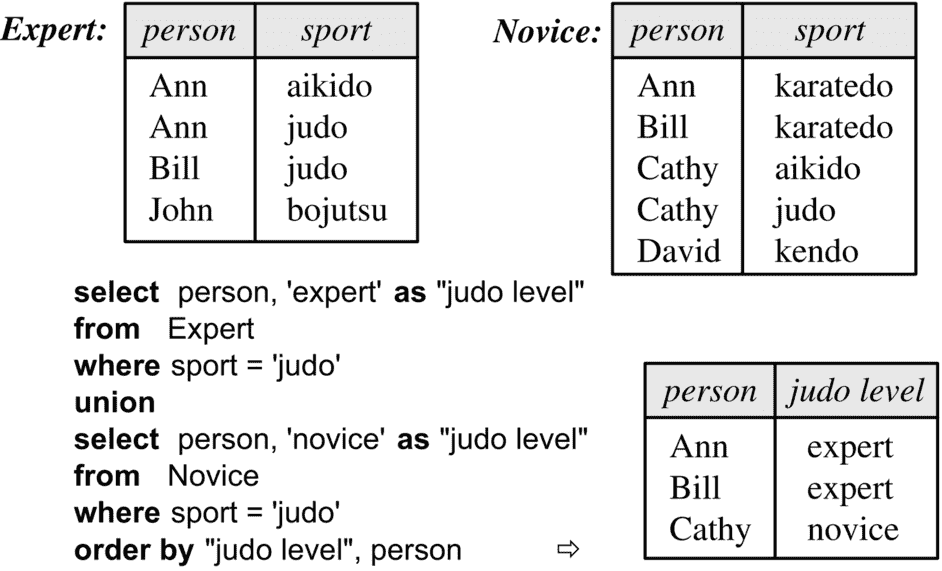 Expert:
person sport
Ann aikido
Ann judo
Bill judo
John bojutsu
Novice:
person sport
Ann karatedo
Bill karatedo
Cathy aikido
Cathy judo
David kendo
select person, 'expert' as "judo level"
from Expert
where sport = 'judo'
union
select person, 'novice' as "judo level"
from Novice
where sport = 'judo'
order by "judo level", person ⇨
person judo level
Ann expert
Bill expert
Cathy novice